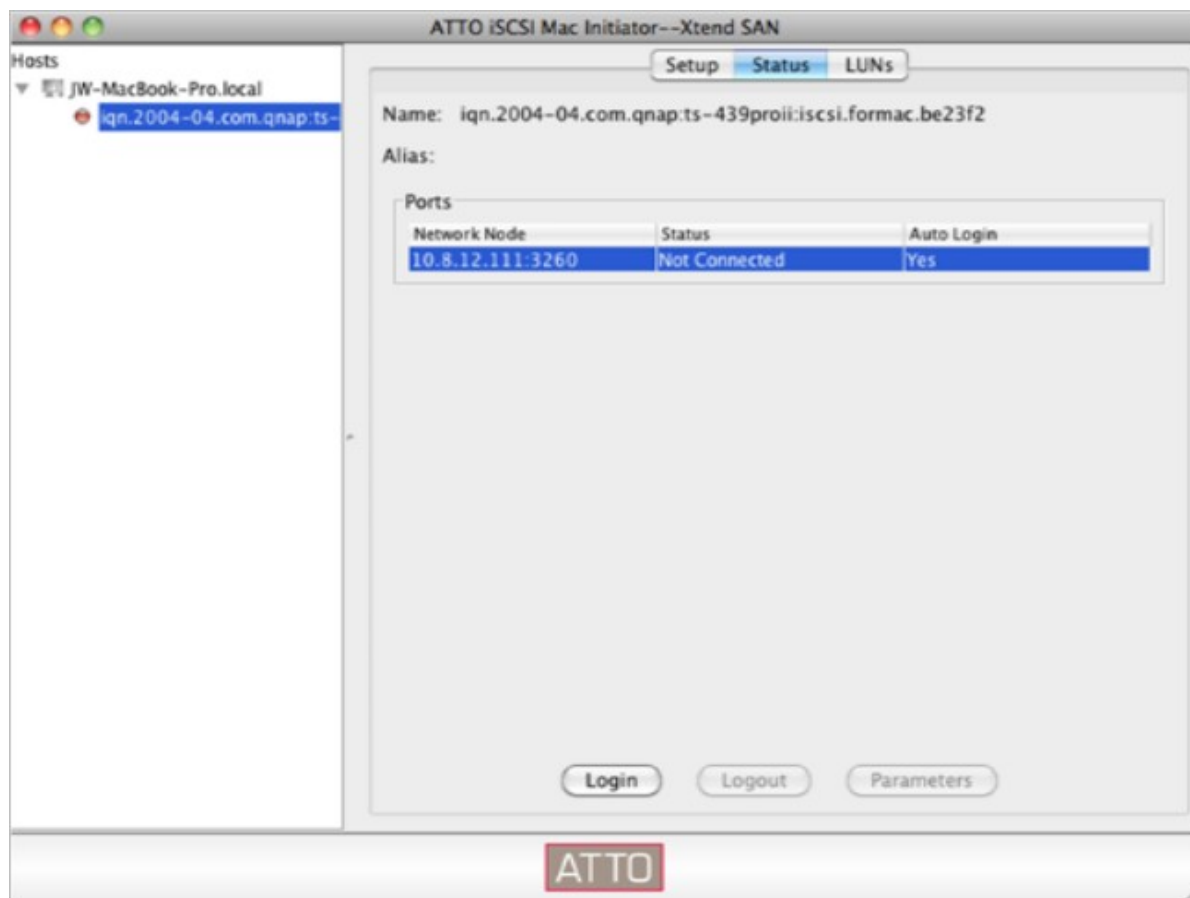 ATTO iSCSI Mac Initiator--Xtend SAN
Hosts
JW-MacBook-Pro.local
iqn.2004-04.com.qnap:ts-
Setup Status LUNs
Name: iqn.2004-04.com.qnap:ts-439proii:iscsi.formac.be23f2
Alias:
Ports
Network Node Status Auto Login
10.8.12.111:3260 Not Connected Yes
Login Logout Parameters
ATTO